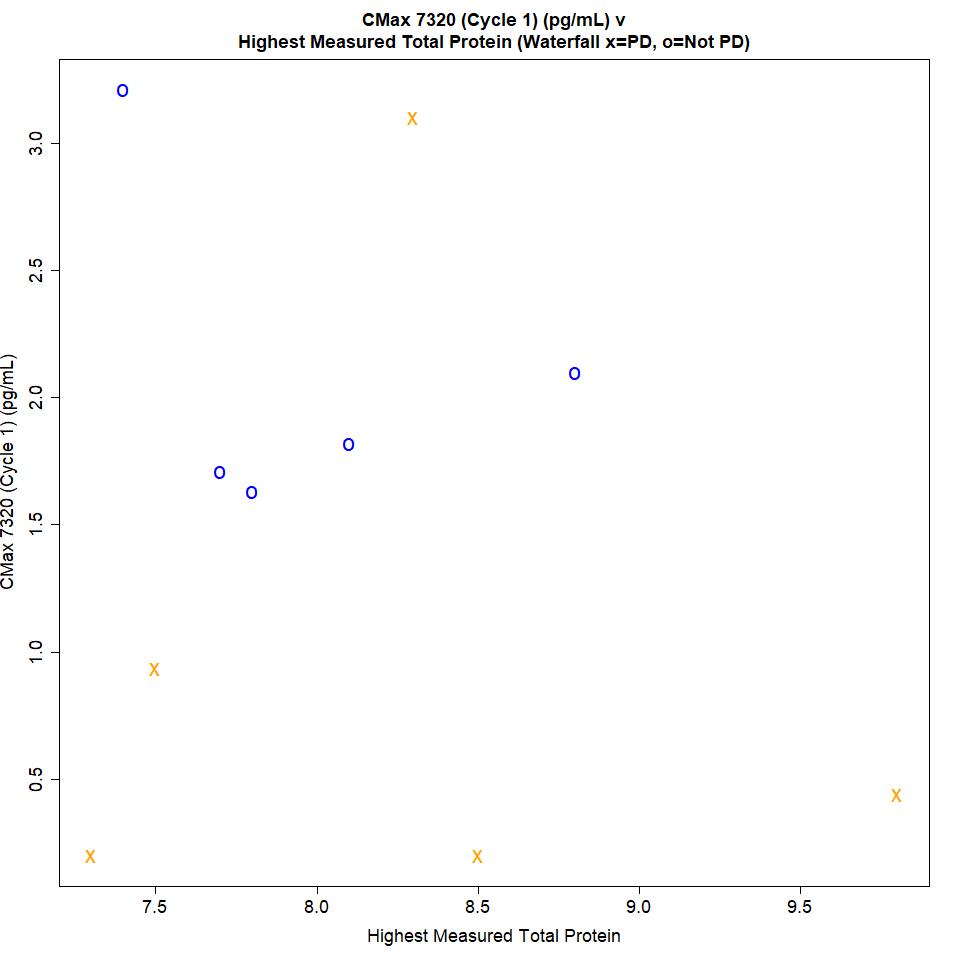 CMax 7320 (Cycle 1) (pg/mL) v
Highest Measured Total Protein (Waterfall x=PD, o=Not PD)
CMax 7320 (Cycle 1) (pg/mL)
3.0
2.5
2.0
1.5
1.0
0.5
7.5 8.0 8.5 9.0 9.5
Highest Measured Total Protein